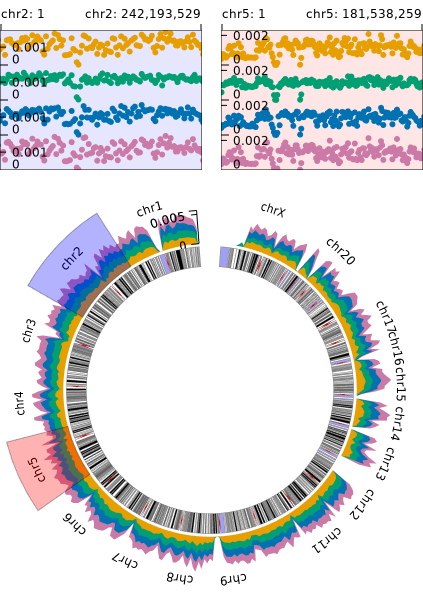 chr2: 1 chr2: 242,193,529 chr5: 1 chr5: 181,538,259
0.001
0
0.001
0
0.001
0
0.001
0
0.002
0
0.002
0
0.002
0
0.002
0
chr1
0.005
0
chrX
chr20
chr17
chr16
chr15
chr14
chr13
chr12
chr11
chr9
chr8
chr7
chr6
chr5
chr4
chr3
chr2